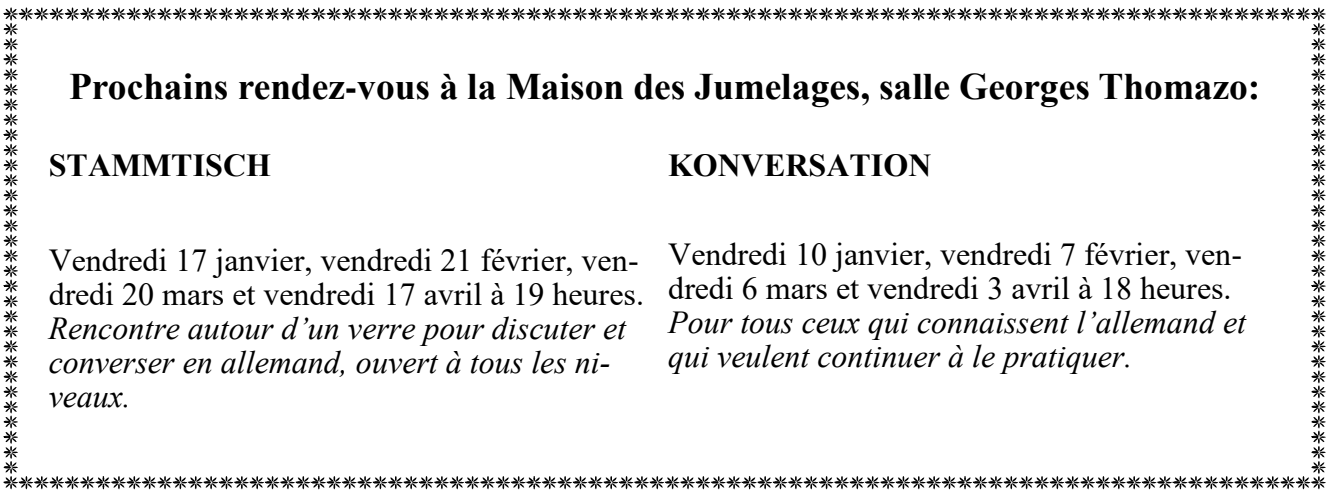 Prochains rendez-vous à la Maison des Jumelages, salle Georges Thomazo:
STAMMTISCH
Vendredi 17 janvier, vendredi 21 février, ven-
dredi 20 mars et vendredi 17 avril à 19 heures.
Rencontre autour d’un verre pour discuter et
converser en allemand, ouvert à tous les ni-
veaux.
KONVERSATION
Vendredi 10 janvier, vendredi 7 février, ven-
dredi 6 mars et vendredi 3 avril à 18 heures.
Pour tous ceux qui connaissent l’allemand et
qui veulent continuer à le pratiquer.